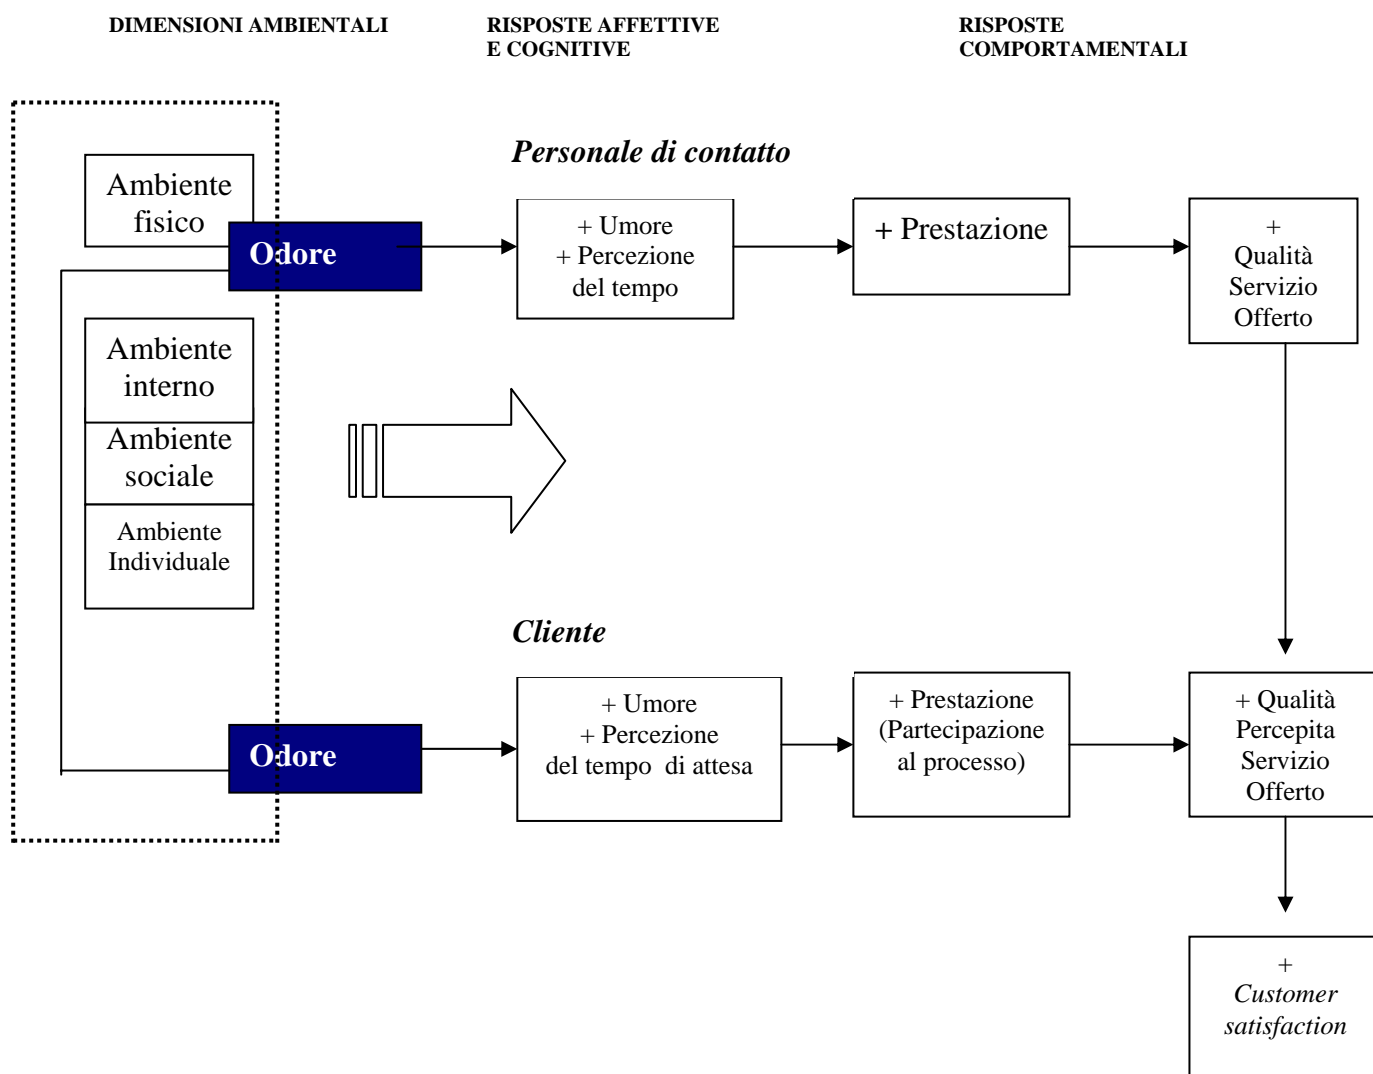 DIMENSIONI AMBIENTALI
RISPOSTE AFFETTIVE
E COGNITIVE
RISPOSTE
COMPORTAMENTALI
Personale di contatto
Ambiente
fisico
Odore
+ Umore
+ Percezione
del tempo
+ Prestazione
+
Qualità
Servizio
Offerto
Ambiente
interno
Ambiente
sociale
Ambiente
Individuale
Cliente
Odore
+ Umore
+ Percezione
del tempo di attesa
+ Prestazione
(Partecipazione
al processo)
+ Qualità
Percepita
Servizio
Offerto
+
Customer
satisfaction